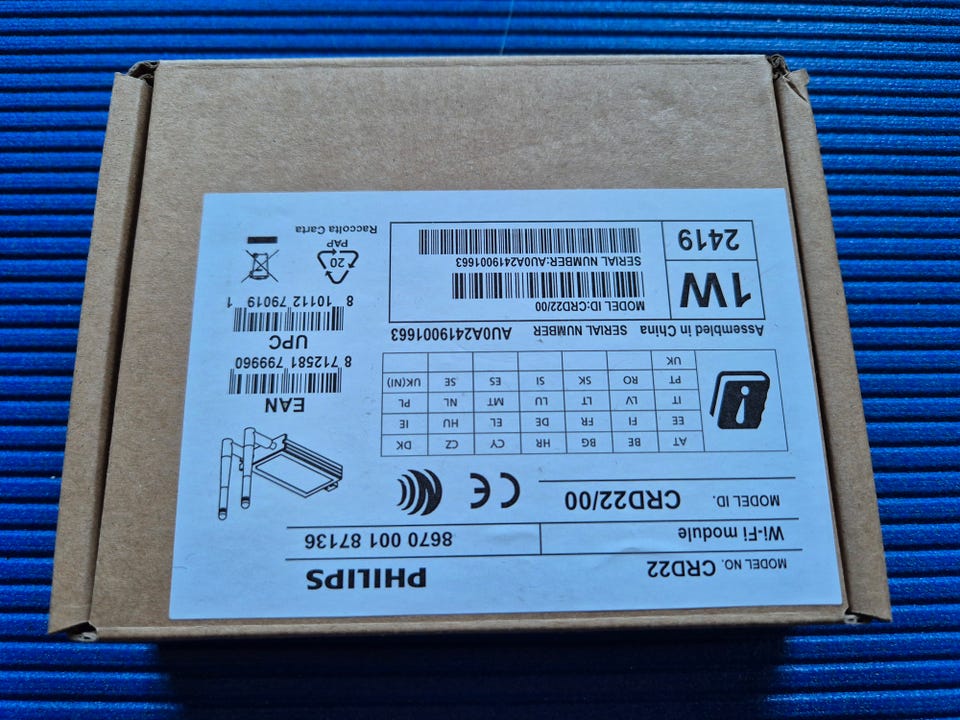 MODEL NO. CRD22 PHILIPS
Wi-Fi module 8670 001 87136
MODEL ID. CRD22/00 CE
AT BE BG HR CY CZ DK
EE FI FR DE EL HU IE
IT LV LT LU MT NL PL
PT RO SK SI ES SE UK(NI)
UK
Assembled in China SERIAL NUMBER AU0A2419001663
1W
2419
MODEL ID:CRD22/00
SERIAL NUMBER:AU0A2419001663
EAN
8 712581 799960
UPC
8 10112 79019 1
20
PAP
Raccolta Carta